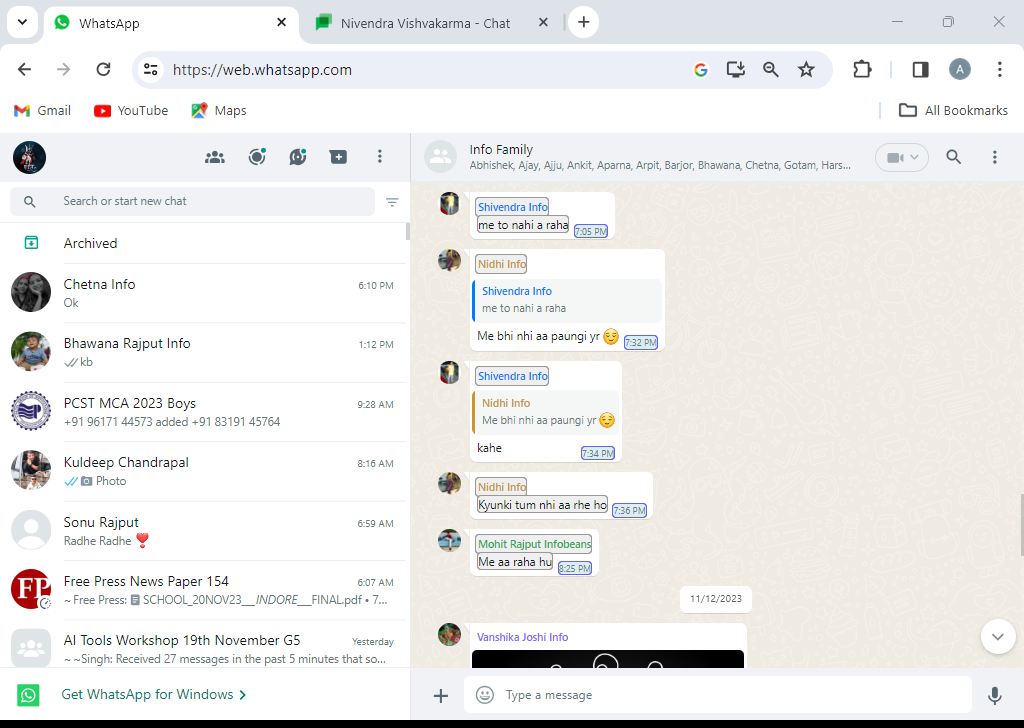 WhatsApp
Nivendra Vishvakarma - Chat
https://web.whatsapp.com
A
Gmail
YouTube
Maps
All Bookmarks
Info Family
Abhishek, Ajay, Ajju, Ankit, Aparna, Arpit, Barjor, Bhawana, Chetna, Gotam, Hars...
Search or start new chat
Archived
Chetna Info 6:10 PM
Ok
Bhawana Rajput Info 1:12 PM
kb
PCST MCA 2023 Boys 9:28 AM
+91 96171 44573 added +91 83191 45764
Kuldeep Chandrapal 8:16 AM
Photo
Sonu Rajput 6:59 AM
Radhe Radhe ❣️
FP
Free Press News Paper 154 6:07 AM
~ Free Press: SCHOOL_20NOV23__INDORE__FINAL.pdf • 7...
AI Tools Workshop 19th November G5 Yesterday
~ ~Singh: Received 27 messages in the past 5 minutes that so...
Get WhatsApp for Windows
Shivendra Info
me to nahi a raha 7:05 PM
Nidhi Info
Shivendra Info
me to nahi a raha
Me bhi nhi aa paungi yr 😌 7:32 PM
Shivendra Info
Nidhi Info
Me bhi nhi aa paungi yr 😌
kahe 7:34 PM
Nidhi Info
Kyunki tum nhi aa rhe ho 7:36 PM
Mohit Rajput Infobeans
Me aa raha hu 8:25 PM
11/12/2023
Vanshika Joshi Info
Type a message